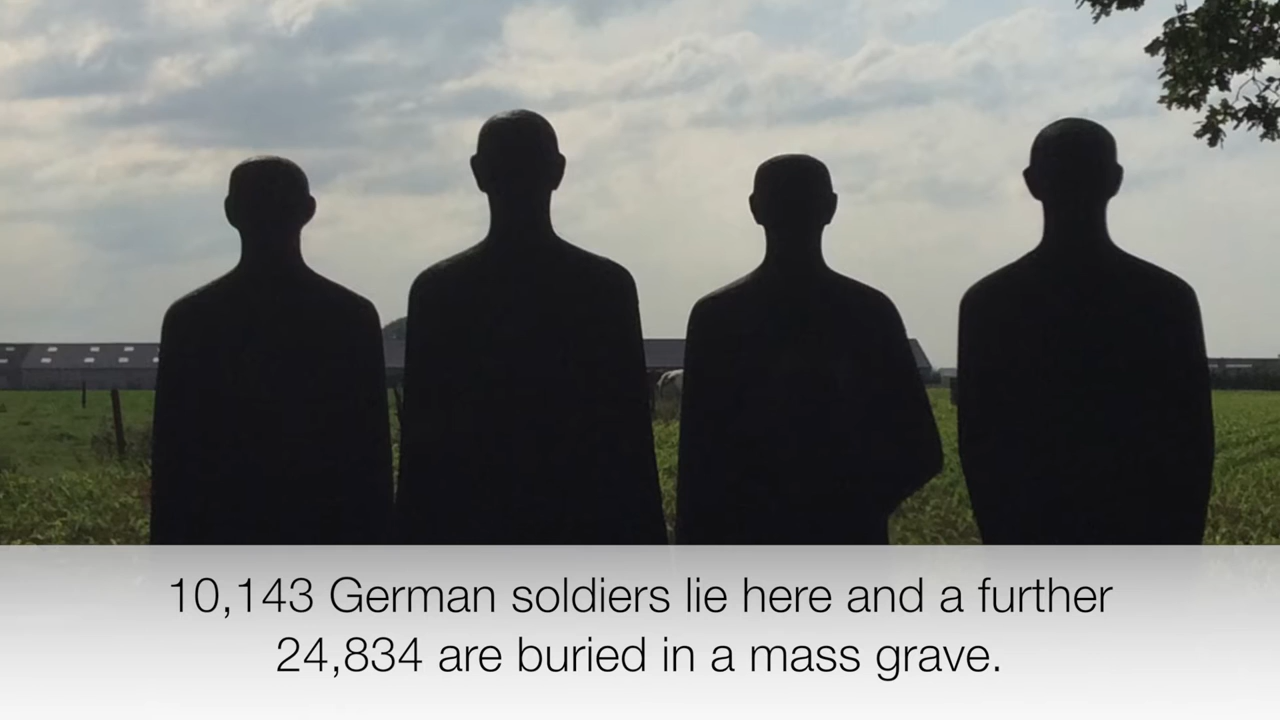 10,143 German soldiers lie here and a further
24,834 are buried in a mass grave.